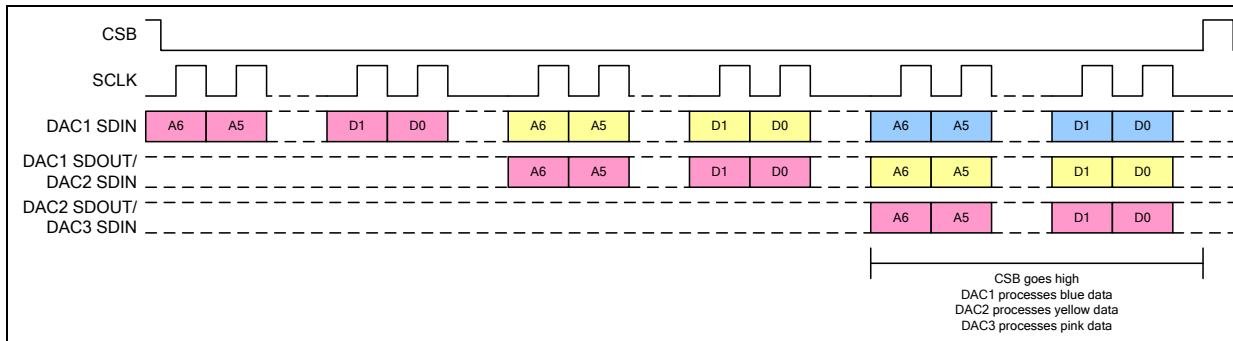 CSB
SCLK
DAC1 SDIN A6 A5 D1 D0 A6 A5 D1 D0 A6 A5 D1 D0
DAC1 SDOUT/
DAC2 SDIN A6 A5 D1 D0 A6 A5 D1 D0
DAC2 SDOUT/
DAC3 SDIN A6 A5 D1 D0
CSB goes high
DAC1 processes blue data
DAC2 processes yellow data
DAC3 processes pink data